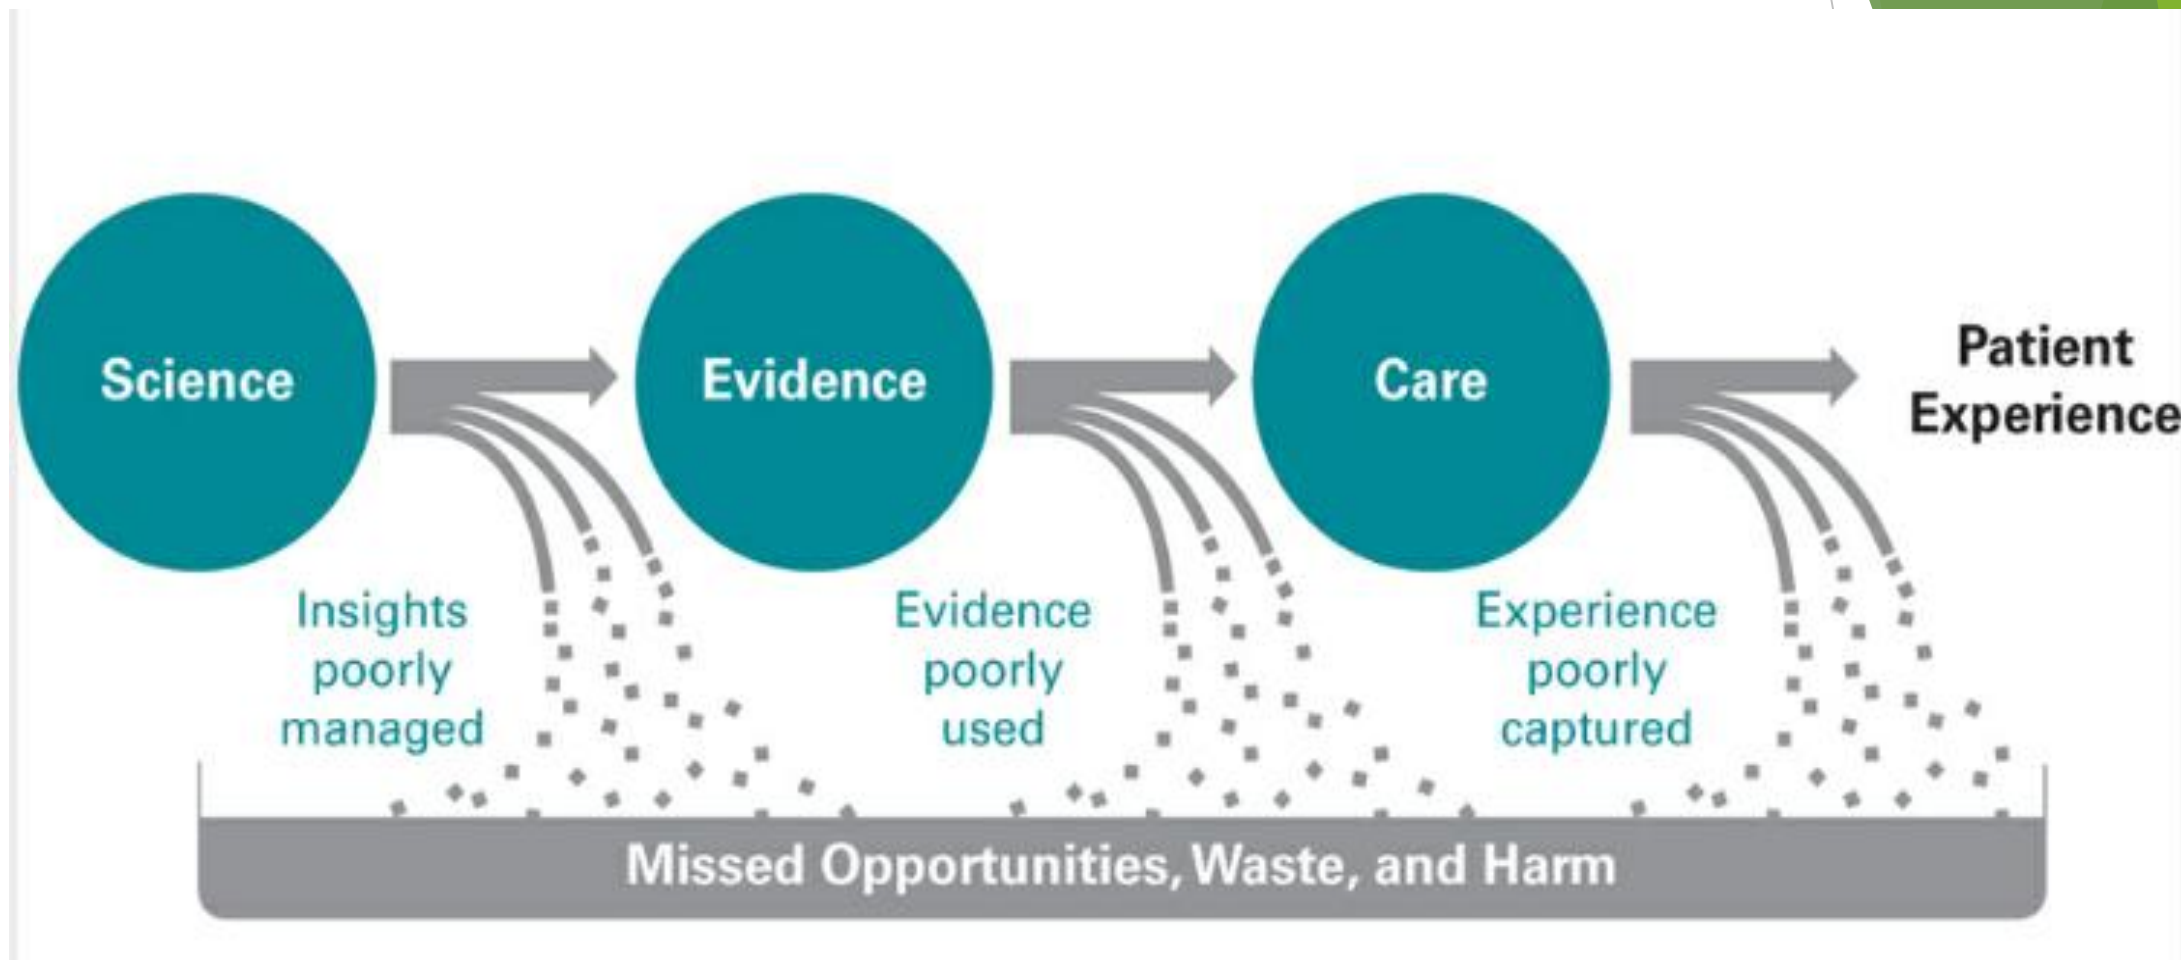 Science
Evidence
Care
Patient
Experience
Insights
poorly
managed
Evidence
poorly
used
Experience
poorly
captured
Missed Opportunities, Waste, and Harm